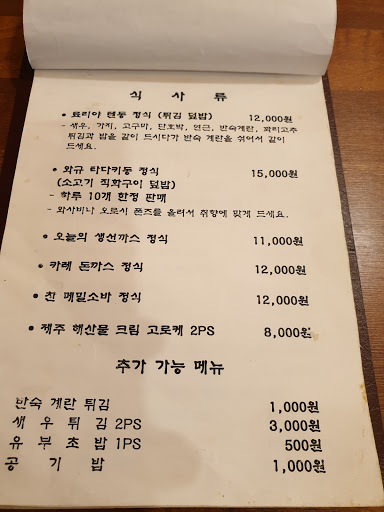 식 사 류
• 료리아 텐동 정식 (튀김 덮밥) 12,000원
- 새우, 가지, 고구마, 단호박, 연근, 반숙계란, 꽈리고추
튀김과 밥을 같이 드시다가 반숙 계란을 섞어서 같이
드세요.
• 와규 타다키동 정식 15,000원
(소고기 직화구이 덮밥)
- 하루 10개 한정 판매
- 와사비나 오로시 폰즈를 올려서 취향에 맞게 드세요.
• 오늘의 생선까스 정식 11,000원
• 카레 돈까스 정식 12,000원
• 찬 메밀소바 정식 12,000원
• 제주 해산물 크림 고로케 2PS 8,000원
추가 가능 메뉴
반숙 계란 튀김 1,000원
새 우 튀 김 2PS 3,000원
유 부 초 밥 1PS 500원
공 기 밥 1,000원